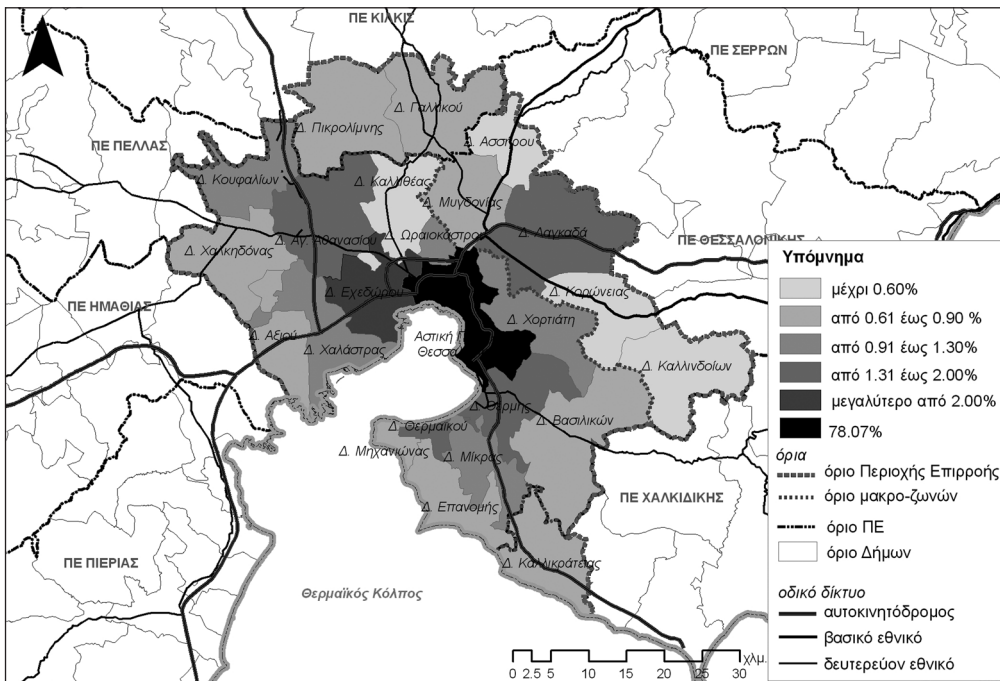 ΠΕ ΚΙΛΚΙΣ
ΠΕ ΣΕΡΡΩΝ
Δ. Γαλλικού
Δ. Πικρολίμνης
Δ. Ασσήρου
ΠΕ ΠΕΛΛΑΣ
Δ. Κουφαλίων
Δ. Καλλιθέας
Δ. Μυγδονίας
Δ. Λαγκαδά
Δ. Αγ. Αθανασίου
Δ. Ωραιοκάστρου
ΠΕ ΘΕΣΣΑΛΟΝΙΚΗΣ
Δ. Χαλκηδόνας
Δ. Εχεδώρου
Δ. Κορώνειας
ΠΕ ΗΜΑΘΙΑΣ
Δ. Αξιού
Δ. Χορτιάτη
Δ. Χαλάστρας
Αστική Π
Θεσσα
Δ. Καλλινδοίων
Δ. Θέρμης
Δ. Βασιλικών
Δ. Θερμαϊκού
Δ. Μηχανιώνας
Δ. Μίκρας
Δ. Επανομής
ΠΕ ΧΑΛΚΙΔΙΚΗΣ
ΠΕ ΠΙΕΡΙΑΣ
Δ. Καλλικράτειας
Θερμαϊκός Κόλπος
Υπόμνημα
μέχρι 0.60%
από 0.61 έως 0.90 %
από 0.91 έως 1.30%
από 1.31 έως 2.00%
μεγαλύτερο από 2.00%
78.07%
όρια
όριο Περιοχής Επιρροής
όριο μακρο-ζωνών
όριο ΠΕ
όριο Δήμων
οδικό δίκτυο
αυτοκινητόδρομος
βασικό εθνικό
δευτερεύον εθνικό
χλμ.
0 2.5 5 10 15 20 25 30